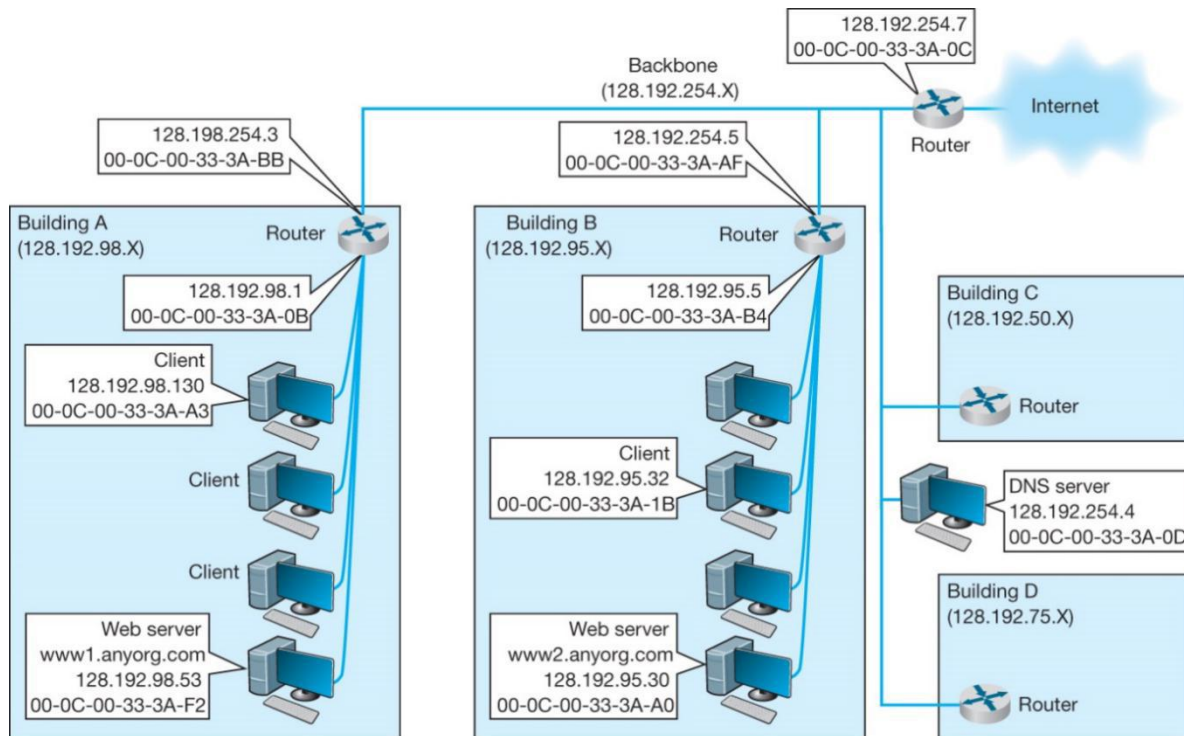 128.192.254.7
00-0C-00-33-3A-0C
Backbone
(128.192.254.X)
Internet
Router
128.198.254.3
00-0C-00-33-3A-BB
128.192.254.5
00-0C-00-33-3A-AF
Building A
(128.192.98.X)
Router
128.192.98.1
00-0C-00-33-3A-0B
Client
128.192.98.130
00-0C-00-33-3A-A3
Client
Client
Web server
www1.anyorg.com
128.192.98.53
00-0C-00-33-3A-F2
Building B
(128.192.95.X)
Router
128.192.95.5
00-0C-00-33-3A-B4
Client
128.192.95.32
00-0C-00-33-3A-1B
Web server
www2.anyorg.com
128.192.95.30
00-0C-00-33-3A-A0
Building C
(128.192.50.X)
Router
DNS server
128.192.254.4
00-0C-00-33-3A-0D
Building D
(128.192.75.X)
Router